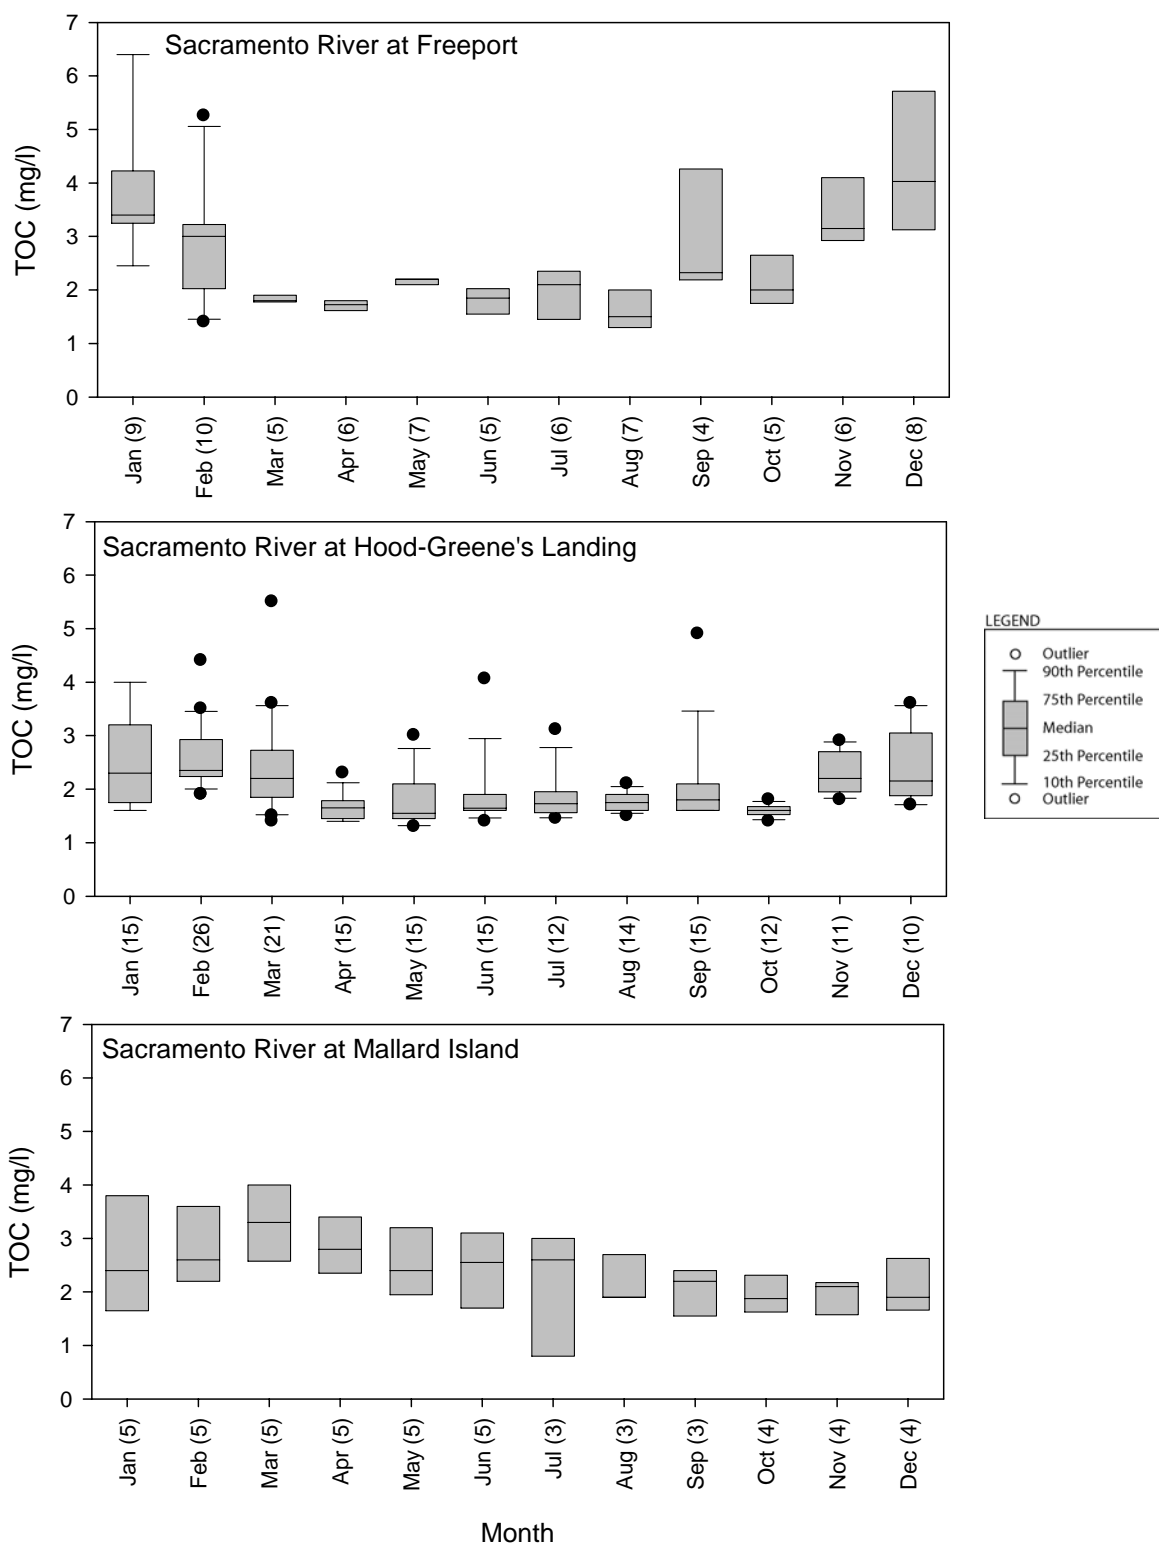 Sacramento River at Freeport
TOC (mg/l)
7
6
5
4
3
2
1
0
Jan (9)
Feb (10)
Mar (5)
Apr (6)
May (7)
Jun (5)
Jul (6)
Aug (7)
Sep (4)
Oct (5)
Nov (6)
Dec (8)
Sacramento River at Hood-Greene's Landing
TOC (mg/l)
7
6
5
4
3
2
1
0
Jan (15)
Feb (26)
Mar (21)
Apr (15)
May (15)
Jun (15)
Jul (12)
Aug (14)
Sep (15)
Oct (12)
Nov (11)
Dec (10)
LEGEND
Outlier
90th Percentile
75th Percentile
Median
25th Percentile
10th Percentile
Outlier
Sacramento River at Mallard Island
TOC (mg/l)
7
6
5
4
3
2
1
0
Jan (5)
Feb (5)
Mar (5)
Apr (5)
May (5)
Jun (5)
Jul (3)
Aug (3)
Sep (3)
Oct (4)
Nov (4)
Dec (4)
Month